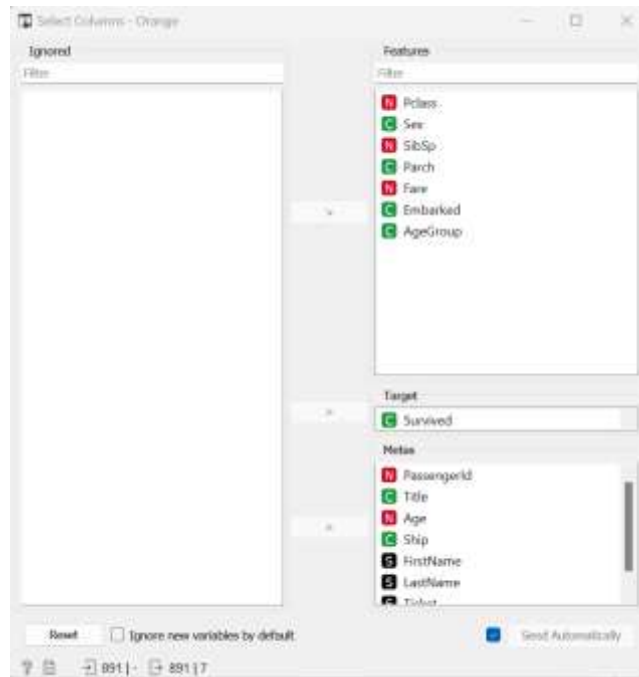 Select Columns - Orange
Ignored
Filter
Features
Filter
N Pclass
C Sex
N SibSp
C Parch
N Fare
C Embarked
C AgeGroup
>
Target
>
C Survived
Metas
N PassengerId
C Title
N Age
C Ship
>
S FirstName
S LastName
S Ticket
Reset
Ignore new variables by default
Send Automatically
? 891 | - 891 | 7